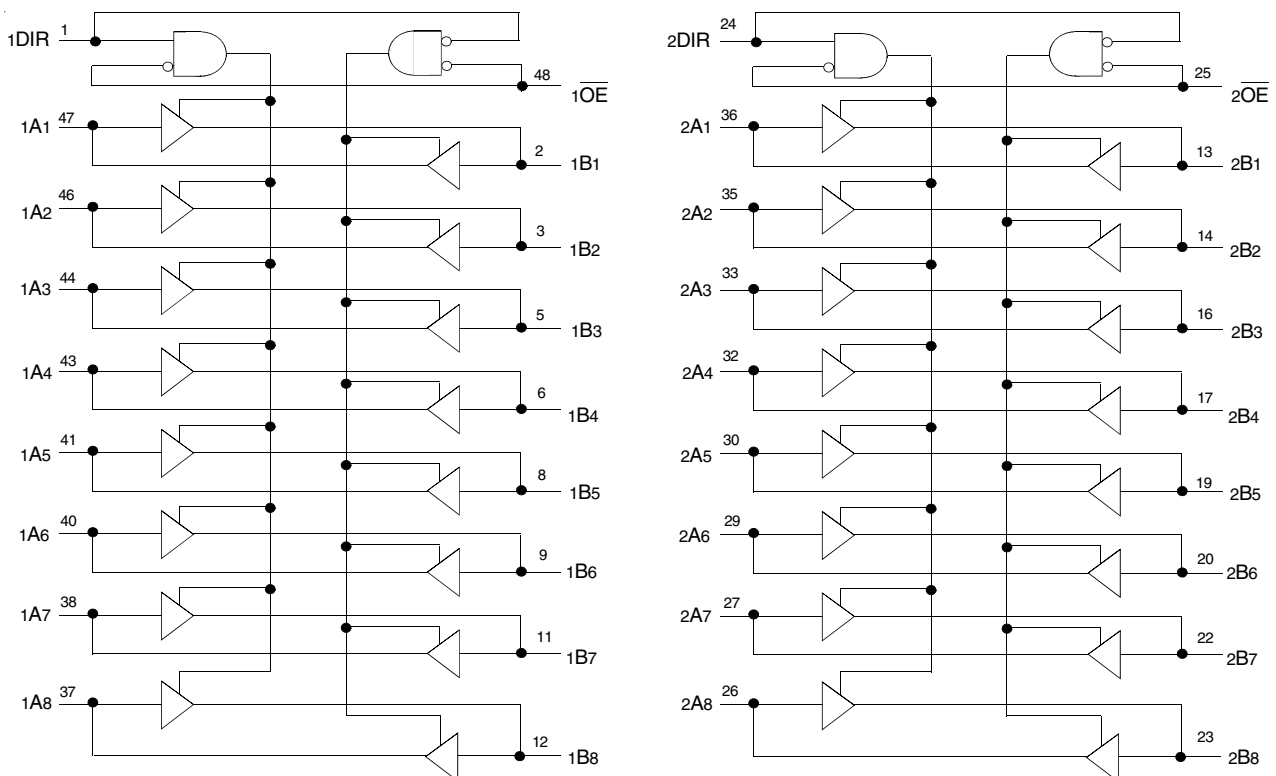 1DIR 1
48 1OE
1A1 47
2 1B1
1A2 46
3 1B2
1A3 44
5 1B3
1A4 43
6 1B4
1A5 41
8 1B5
1A6 40
9 1B6
1A7 38
11 1B7
1A8 37
12 1B8
2DIR 24
25 2OE
2A1 36
13 2B1
2A2 35
14 2B2
2A3 33
16 2B3
2A4 32
17 2B4
2A5 30
19 2B5
2A6 29
20 2B6
2A7 27
22 2B7
2A8 26
23 2B8